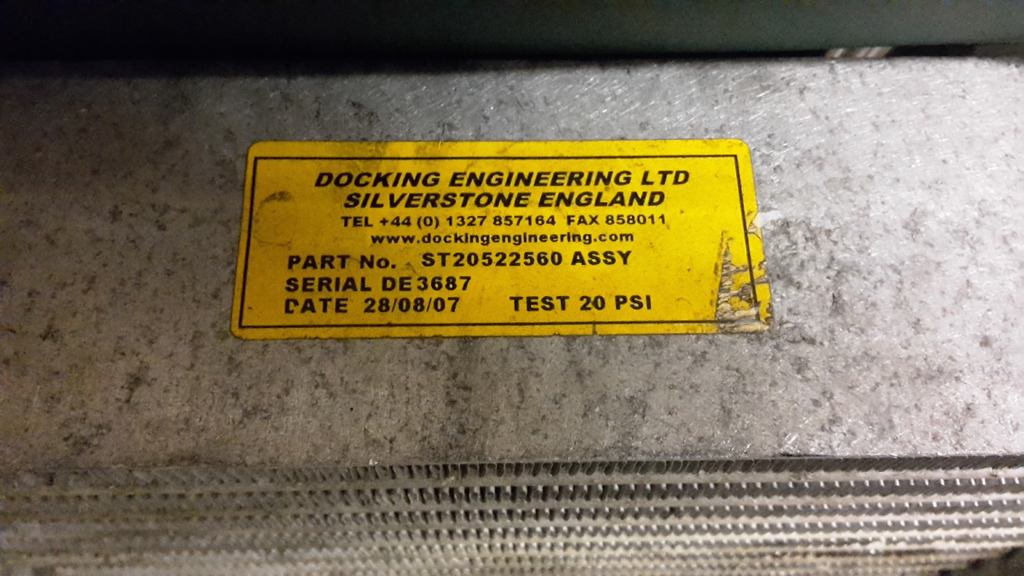 DOCKING ENGINEERING LTD
SILVERSTONE ENGLAND
TEL +44 (0) 1327 857164 FAX 858011
www.dockingengineering.com
PART No. ST20522560 ASSY
SERIAL DE3687
DATE 28/08/07 TEST 20 PSI